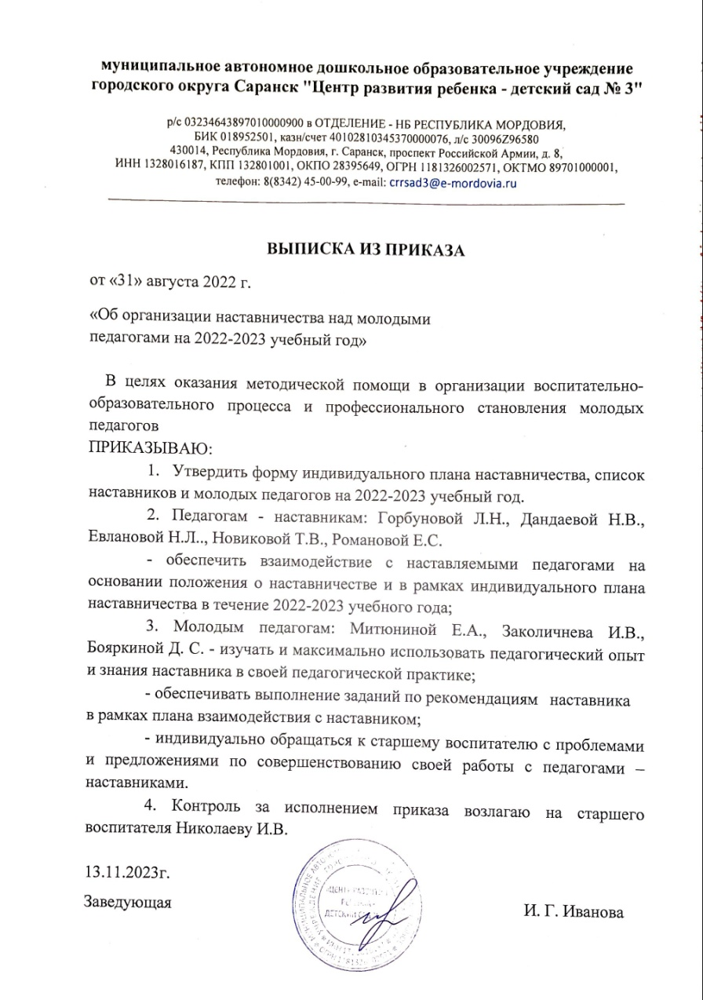 муниципальное автономное дошкольное образовательное учреждение
городского округа Саранск "Центр развития ребенка - детский сад № 3"
р/с 03234643897010000900 в ОТДЕЛЕНИЕ - НБ РЕСПУБЛИКА МОРДОВИЯ,
БИК 018952501, казн/счет 40102810345370000076, л/с 30096Z96580
430014, Республика Мордовия, г. Саранск, проспект Российской Армии, д. 8,
ИНН 1328016187, КПП 132801001, ОКПО 28395649, ОГРН 1181326002571, ОКТМО 89701000001,
телефон: 8(8342) 45-00-99, e-mail: crrsad3@e-mordovia.ru
ВЫПИСКА ИЗ ПРИКАЗА
от «31» августа 2022 г.
«Об организации наставничества над молодыми
педагогами на 2022-2023 учебный год»
В целях оказания методической помощи в организации воспитательно-
образовательного процесса и профессионального становления молодых
педагогов
ПРИКАЗЫВАЮ:
1. Утвердить форму индивидуального плана наставничества, список
наставников и молодых педагогов на 2022-2023 учебный год.
2. Педагогам - наставникам: Горбуновой Л.Н., Дандаевой Н.В.,
Евлановой Н.Л.., Новиковой Т.В., Романовой Е.С.
- обеспечить взаимодействие с наставляемыми педагогами на
основании положения о наставничестве и в рамках индивидуального плана
наставничества в течение 2022-2023 учебного года;
3. Молодым педагогам: Митюниной Е.А., Заколичнева И.В.,
Бояркиной Д. С. - изучать и максимально использовать педагогический опыт
и знания наставника в своей педагогической практике;
- обеспечивать выполнение заданий по рекомендациям наставника
в рамках плана взаимодействия с наставником;
- индивидуально обращаться к старшему воспитателю с проблемами
и предложениями по совершенствованию своей работы с педагогами –
наставниками.
4. Контроль за исполнением приказа возлагаю на старшего
воспитателя Николаеву И.В.
13.11.2023г.
Заведующая
И. Г. Иванова